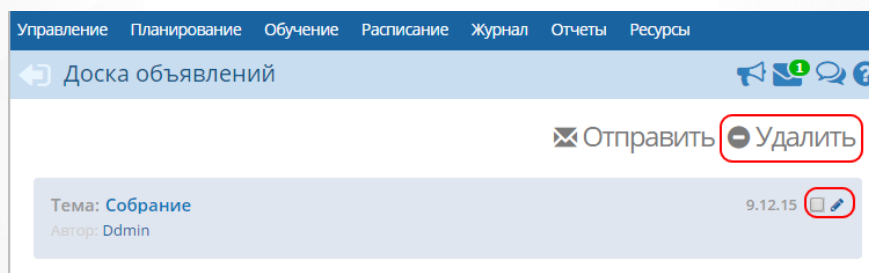 Управление Планирование Обучение Расписание Журнал Отчеты Ресурсы
Доска объявлений 1 ?
Отправить Удалить
Тема: Собрание 9.12.15
Автор: Ddmin